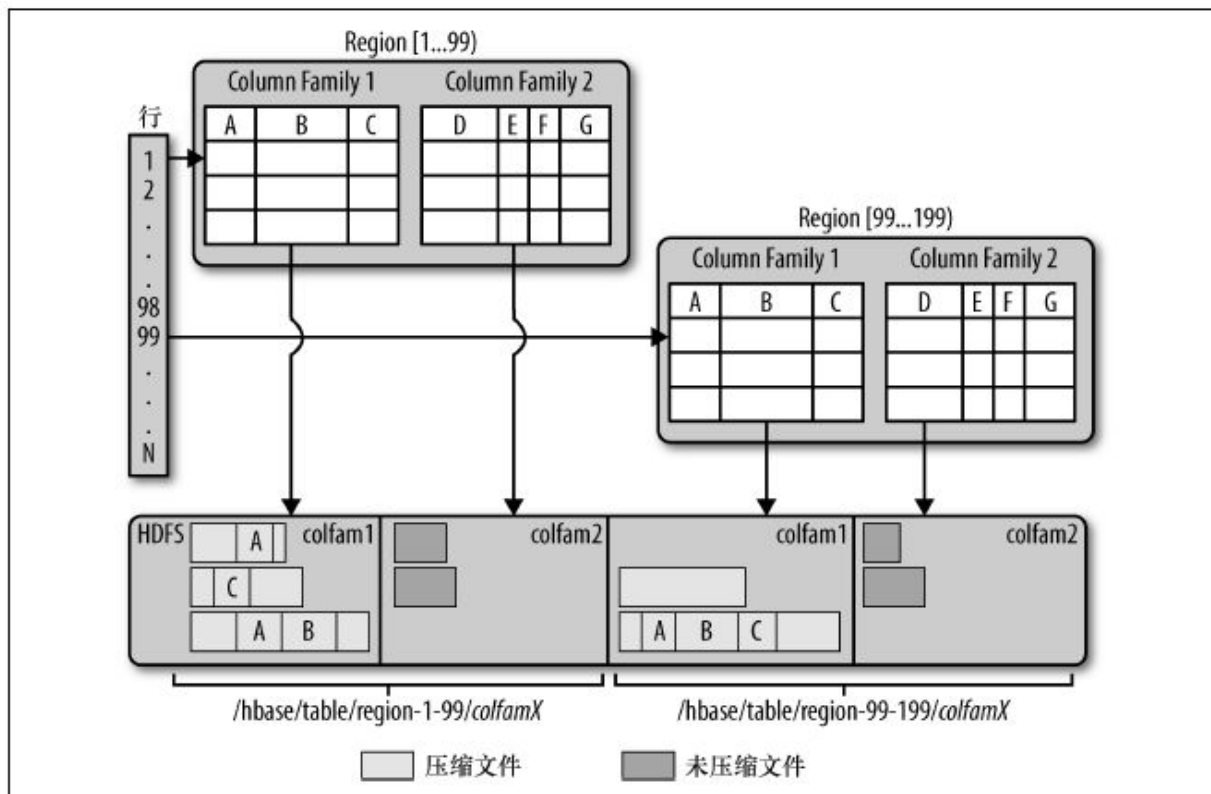 Region [1...99)
Column Family 1
Column Family 2
A B C
D E F G
行
1
2
.
.
.
98
99
.
.
.
N
Region [99...199)
Column Family 1
Column Family 2
A B C
D E F G
HDFS
colfam1
A
C
A B
colfam2
colfam1
A B C
colfam2
/hbase/table/region-1-99/colfamX
/hbase/table/region-99-199/colfamX
压缩文件
未压缩文件